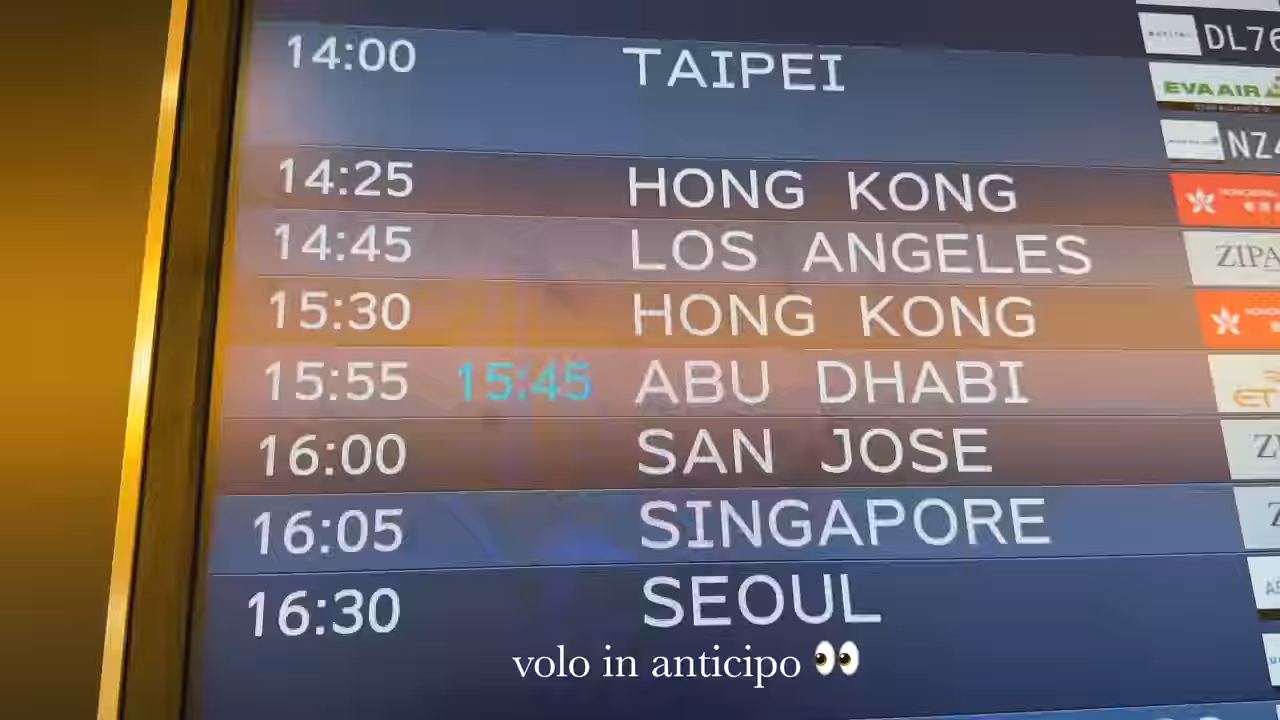 14:00 TAIPEI DL76
EVA AIR
NZ4
14:25 HONG KONG
14:45 LOS ANGELES ZIPA
15:30 HONG KONG
15:55 15:45 ABU DHABI ET
16:00 SAN JOSE Z
16:05 SINGAPORE Z
16:30 SEOUL
volo in anticipo 👀